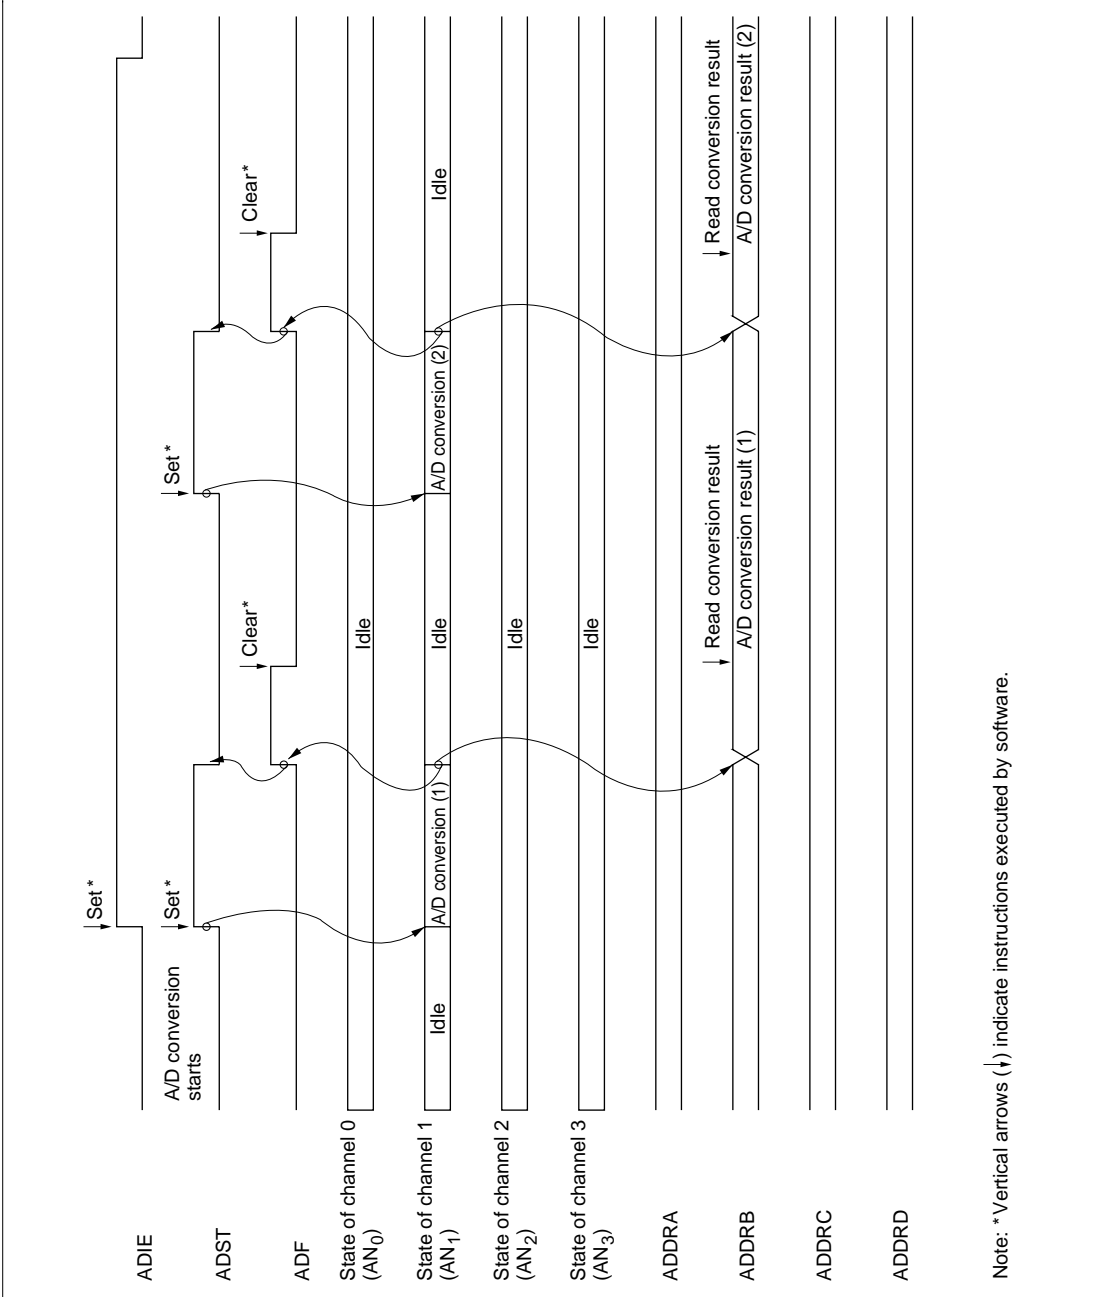 ADIE
Set *
ADST
A/D conversion
starts
Set *
Set *
ADF
Clear *
Clear *
State of channel 0
(AN0)
Idle
State of channel 1
(AN1)
Idle
A/D conversion (1)
Idle
A/D conversion (2)
Idle
State of channel 2
(AN2)
Idle
State of channel 3
(AN3)
Idle
ADDRA
Read conversion result
Read conversion result
ADDRB
A/D conversion result (1)
A/D conversion result (2)
ADDRC
ADDRD
Note: * Vertical arrows (↓) indicate instructions executed by software.